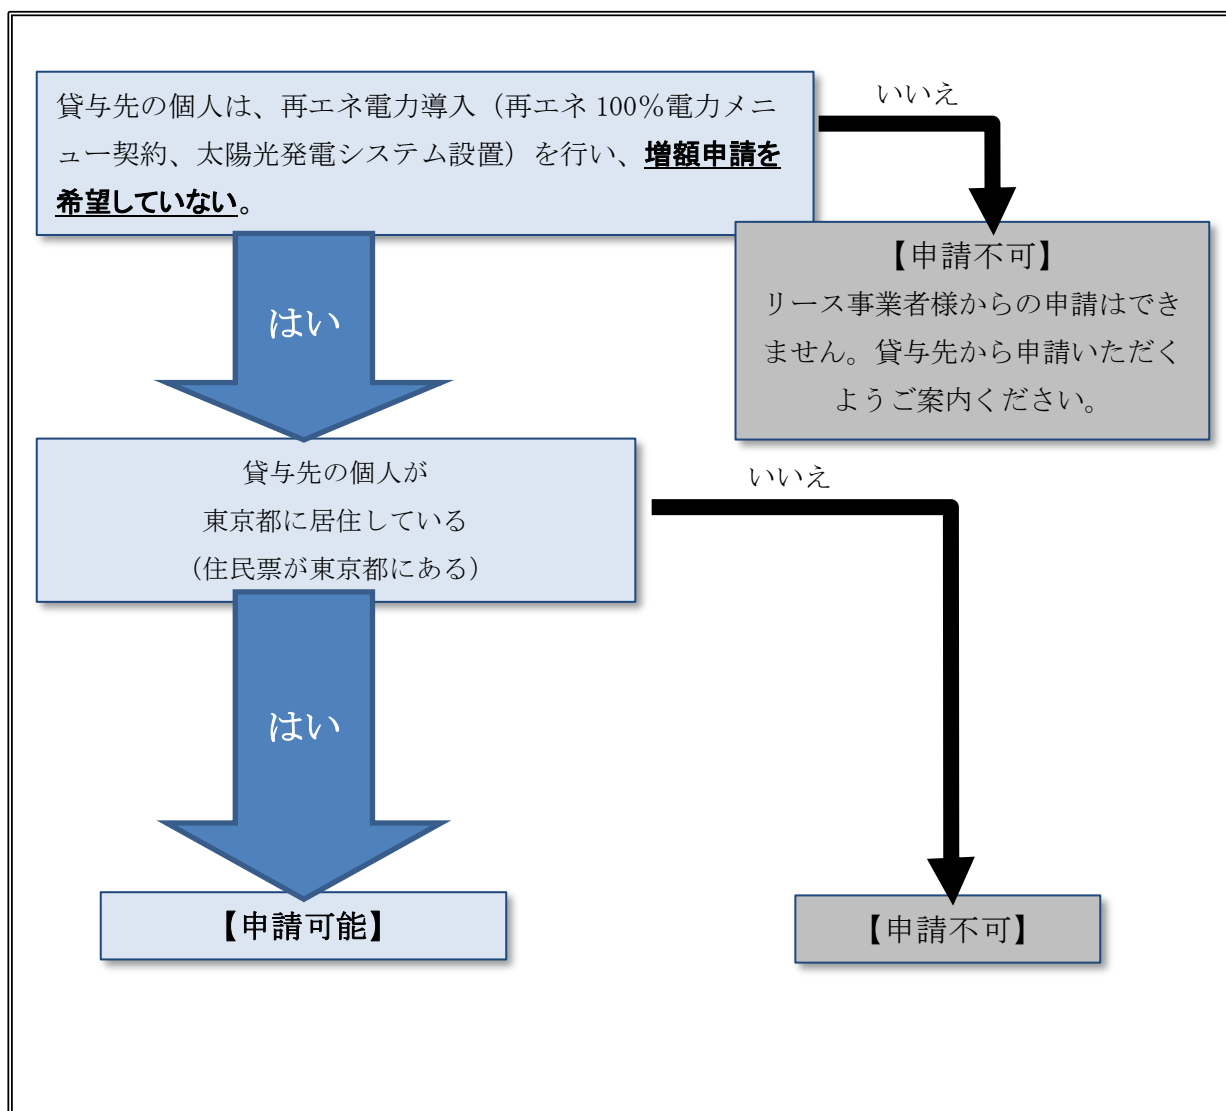 貸与先の個人は、再エネ電力導入（再エネ 100％電力メニ
ュー契約、太陽光発電システム設置）を行い、増額申請を
希望していない。
いいえ
【申請不可】
リース事業者様からの申請はでき
ません。貸与先から申請いただく
ようご案内ください。
はい
貸与先の個人が
東京都に居住している
（住民票が東京都にある）
いいえ
はい
【申請可能】
【申請不可】